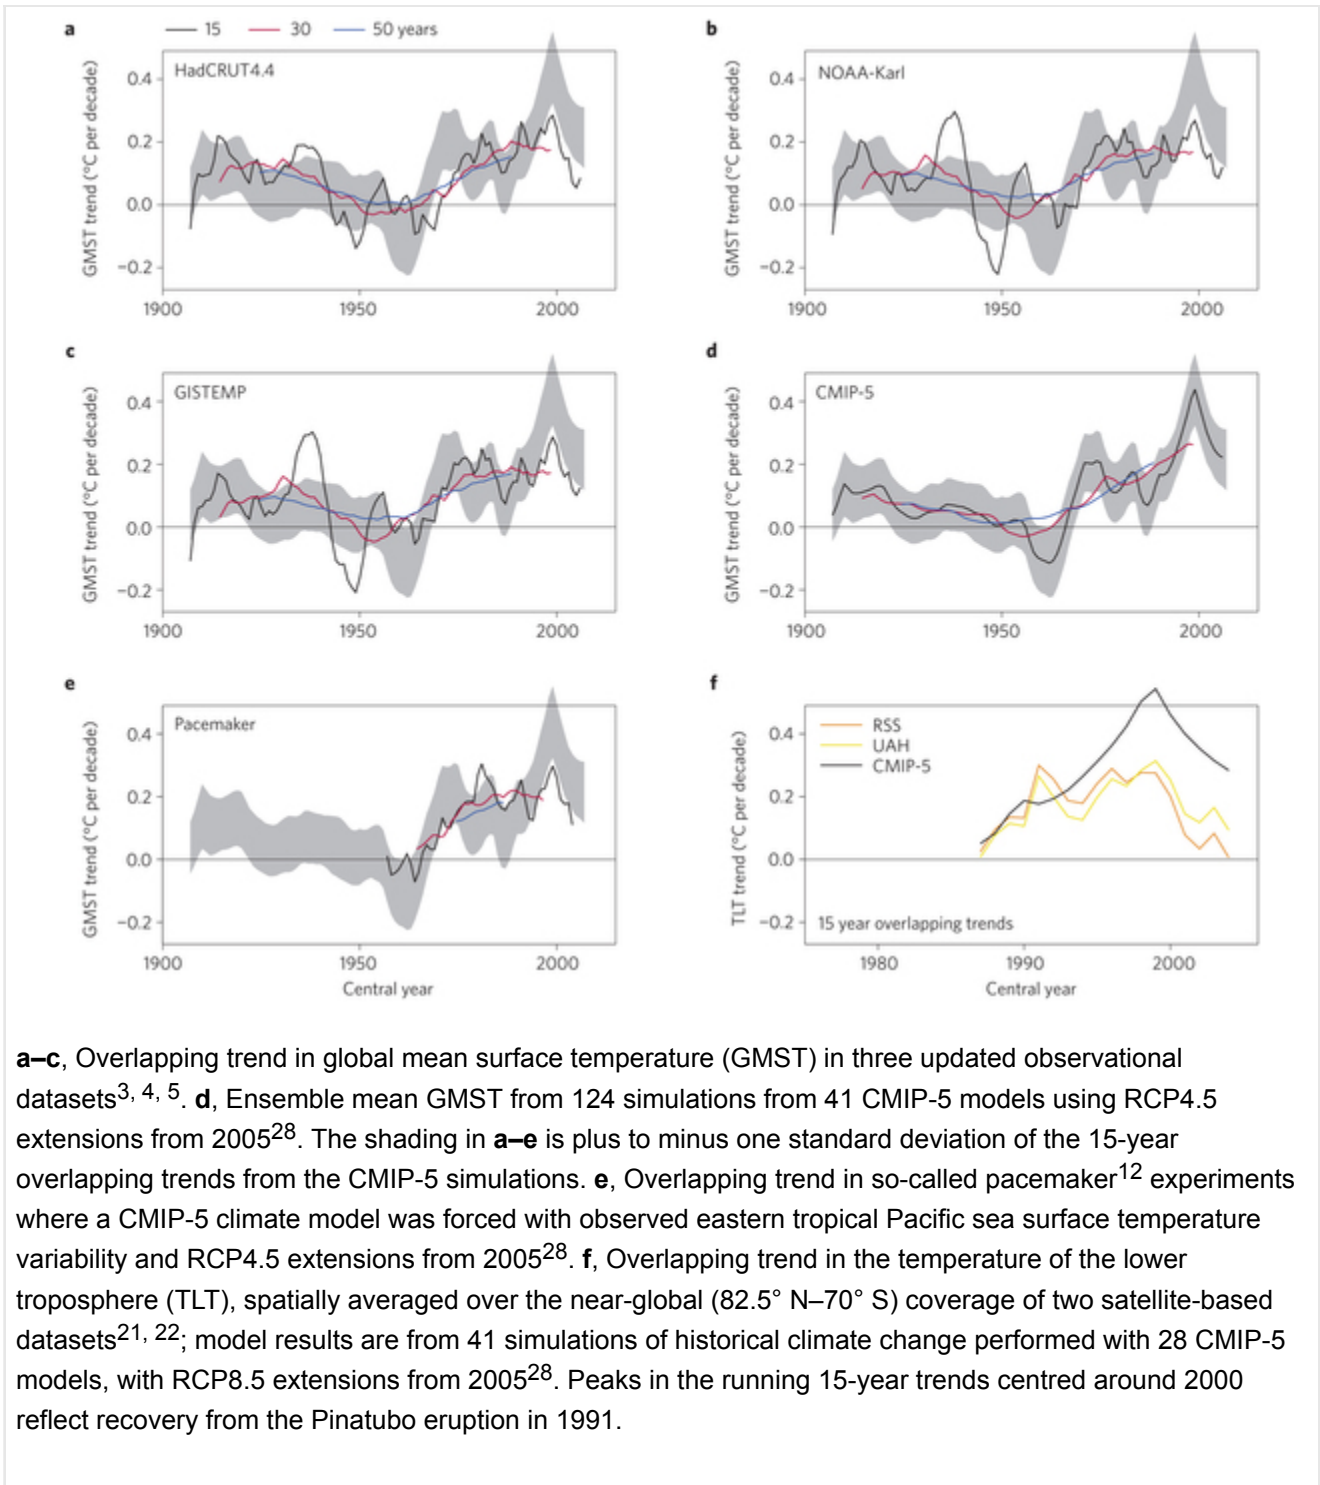 a
15 30 50 years
HadCRUT4.4
GMST trend (°C per decade)
0.4
0.2
0.0
−0.2
1900 1950 2000
b
NOAA-Karl
GMST trend (°C per decade)
0.4
0.2
0.0
−0.2
1900 1950 2000
c
GISTEMP
GMST trend (°C per decade)
0.4
0.2
0.0
−0.2
1900 1950 2000
d
CMIP-5
GMST trend (°C per decade)
0.4
0.2
0.0
−0.2
1900 1950 2000
e
Pacemaker
GMST trend (°C per decade)
0.4
0.2
0.0
−0.2
1900 1950 2000
Central year
f
RSS
UAH
CMIP-5
TLT trend (°C per decade)
0.4
0.2
0.0
−0.2
15 year overlapping trends
1980 1990 2000
Central year
a–c, Overlapping trend in global mean surface temperature (GMST) in three updated observational
datasets3, 4, 5. d, Ensemble mean GMST from 124 simulations from 41 CMIP-5 models using RCP4.5
extensions from 200528. The shading in a–e is plus to minus one standard deviation of the 15-year
overlapping trends from the CMIP-5 simulations. e, Overlapping trend in so-called pacemaker12 experiments
where a CMIP-5 climate model was forced with observed eastern tropical Pacific sea surface temperature
variability and RCP4.5 extensions from 200528. f, Overlapping trend in the temperature of the lower
troposphere (TLT), spatially averaged over the near-global (82.5° N–70° S) coverage of two satellite-based
datasets21, 22; model results are from 41 simulations of historical climate change performed with 28 CMIP-5
models, with RCP8.5 extensions from 200528. Peaks in the running 15-year trends centred around 2000
reflect recovery from the Pinatubo eruption in 1991.